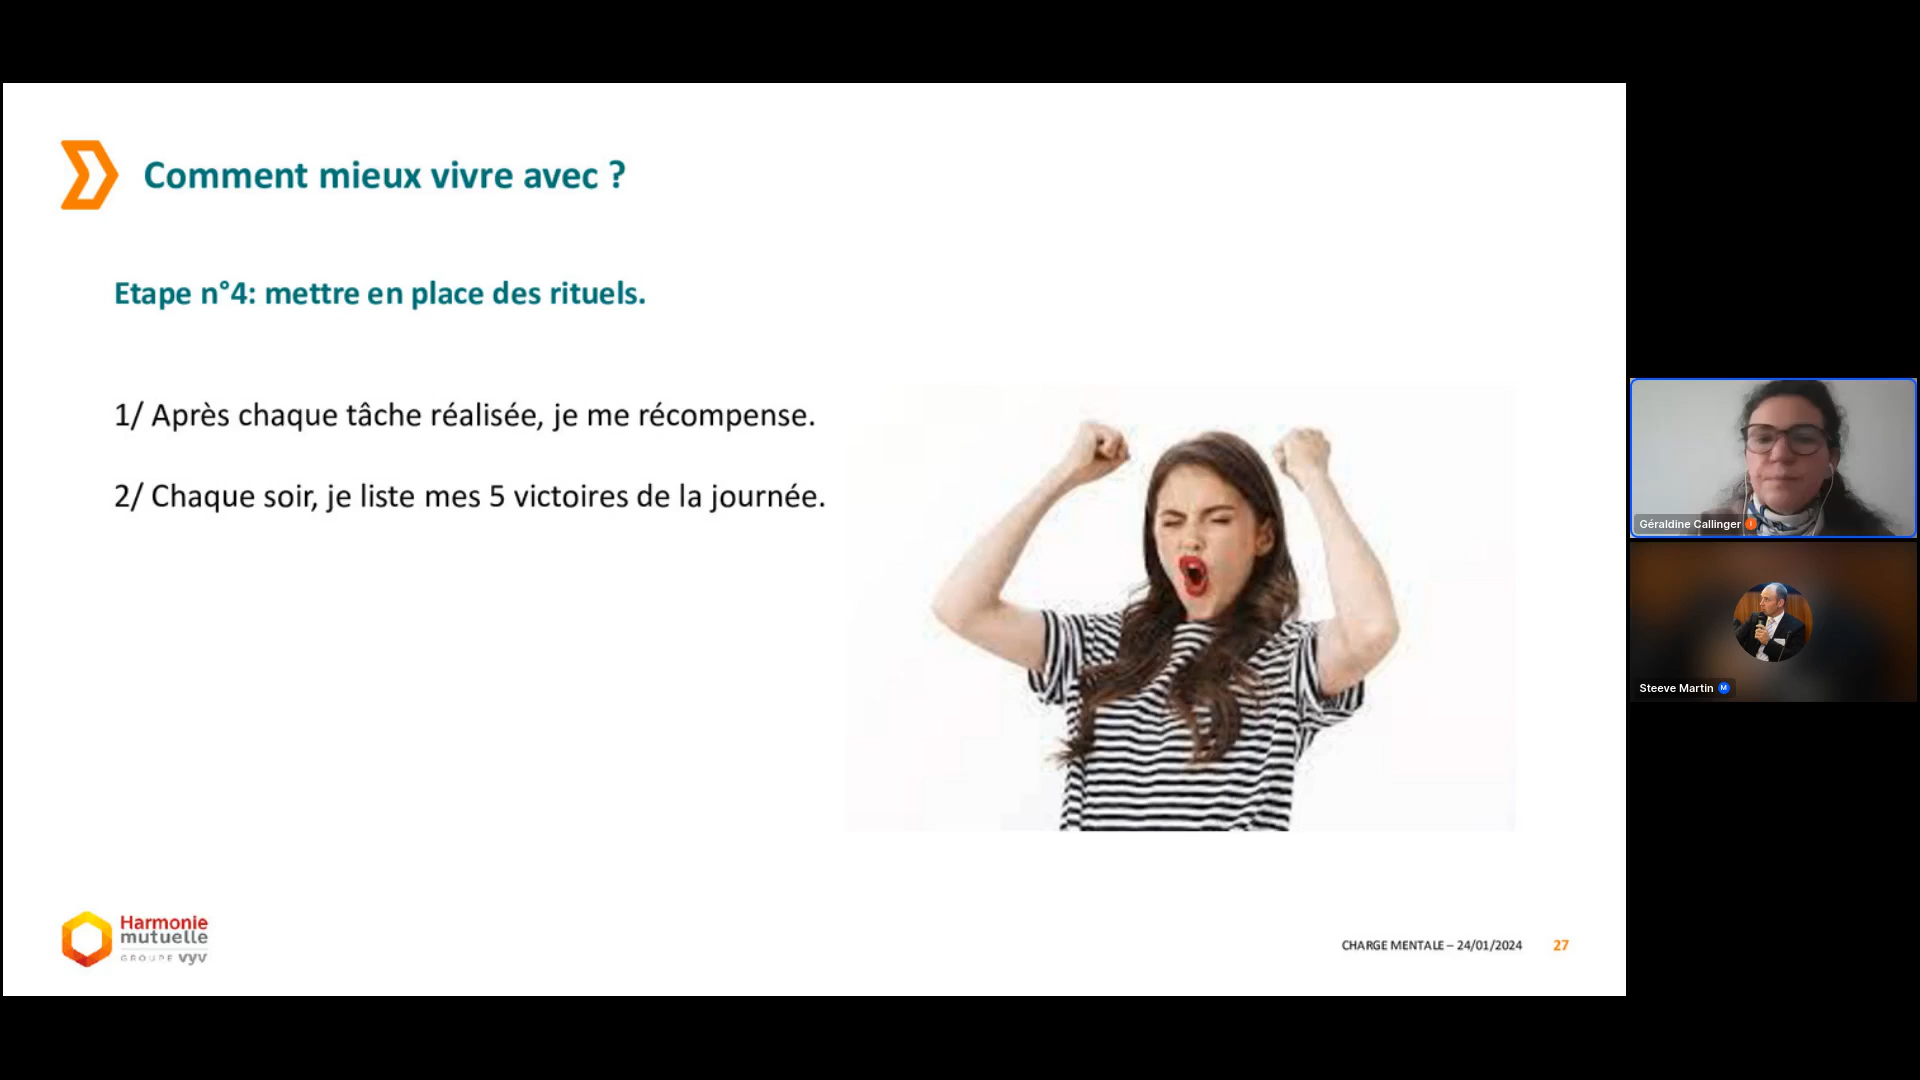 Comment mieux vivre avec ?
Etape n°4: mettre en place des rituels.
1/ Après chaque tâche réalisée, je me récompense.
2/ Chaque soir, je liste mes 5 victoires de la journée.
Harmonie
mutuelle
GROUPE vyv
CHARGE MENTALE – 24/01/2024 27
Géraldine Callinger
Steeve Martin M